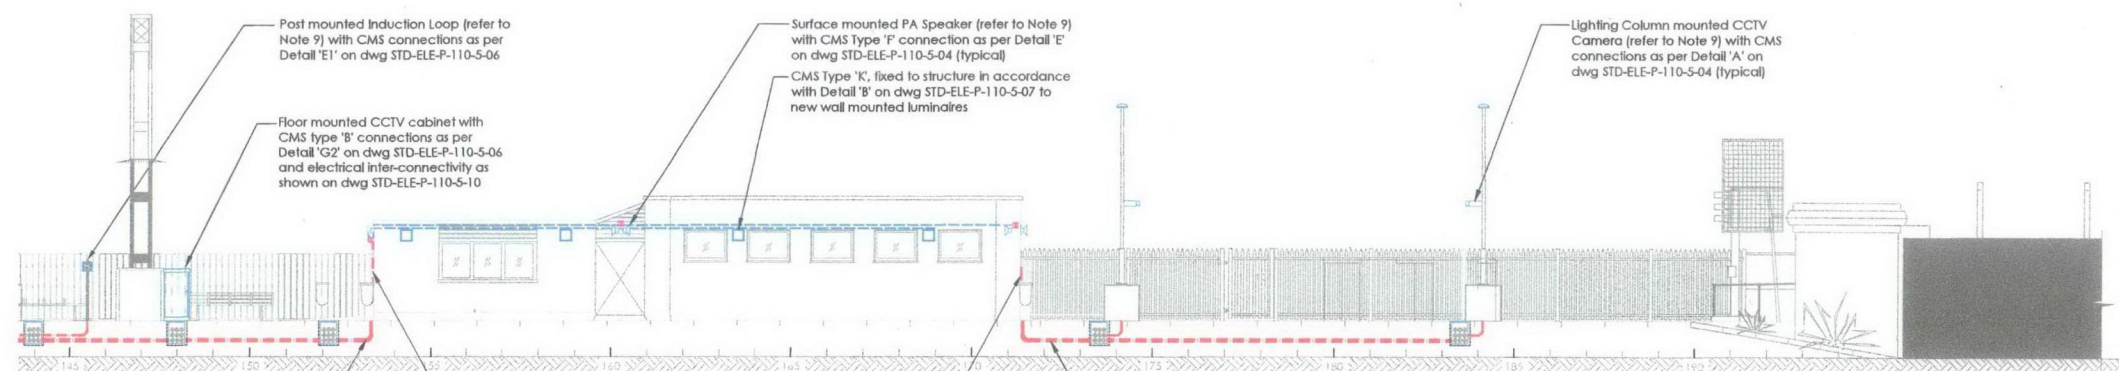 Post mounted Induction Loop (refer to
Note 9) with CMS connections as per
Detail 'E1' on dwg STD-ELE-P-110-5-06
Floor mounted CCTV cabinet with
CMS type 'B' connections as per
Detail 'G2' on dwg STD-ELE-P-110-5-06
and electrical inter-connectivity as
shown on dwg STD-ELE-P-110-5-10
Surface mounted PA Speaker (refer to Note 9)
with CMS Type 'F' connection as per Detail 'E'
on dwg STD-ELE-P-110-5-04 (typical)
CMS Type 'K', fixed to structure in accordance
with Detail 'B' on dwg STD-ELE-P-110-5-07 to
new wall mounted luminaires
Lighting Column mounted CCTV
Camera (refer to Note 9) with CMS
connections as per Detail 'A' on
dwg STD-ELE-P-110-5-04 (typical)
145 150 155 160 165 170 175 180 185 190